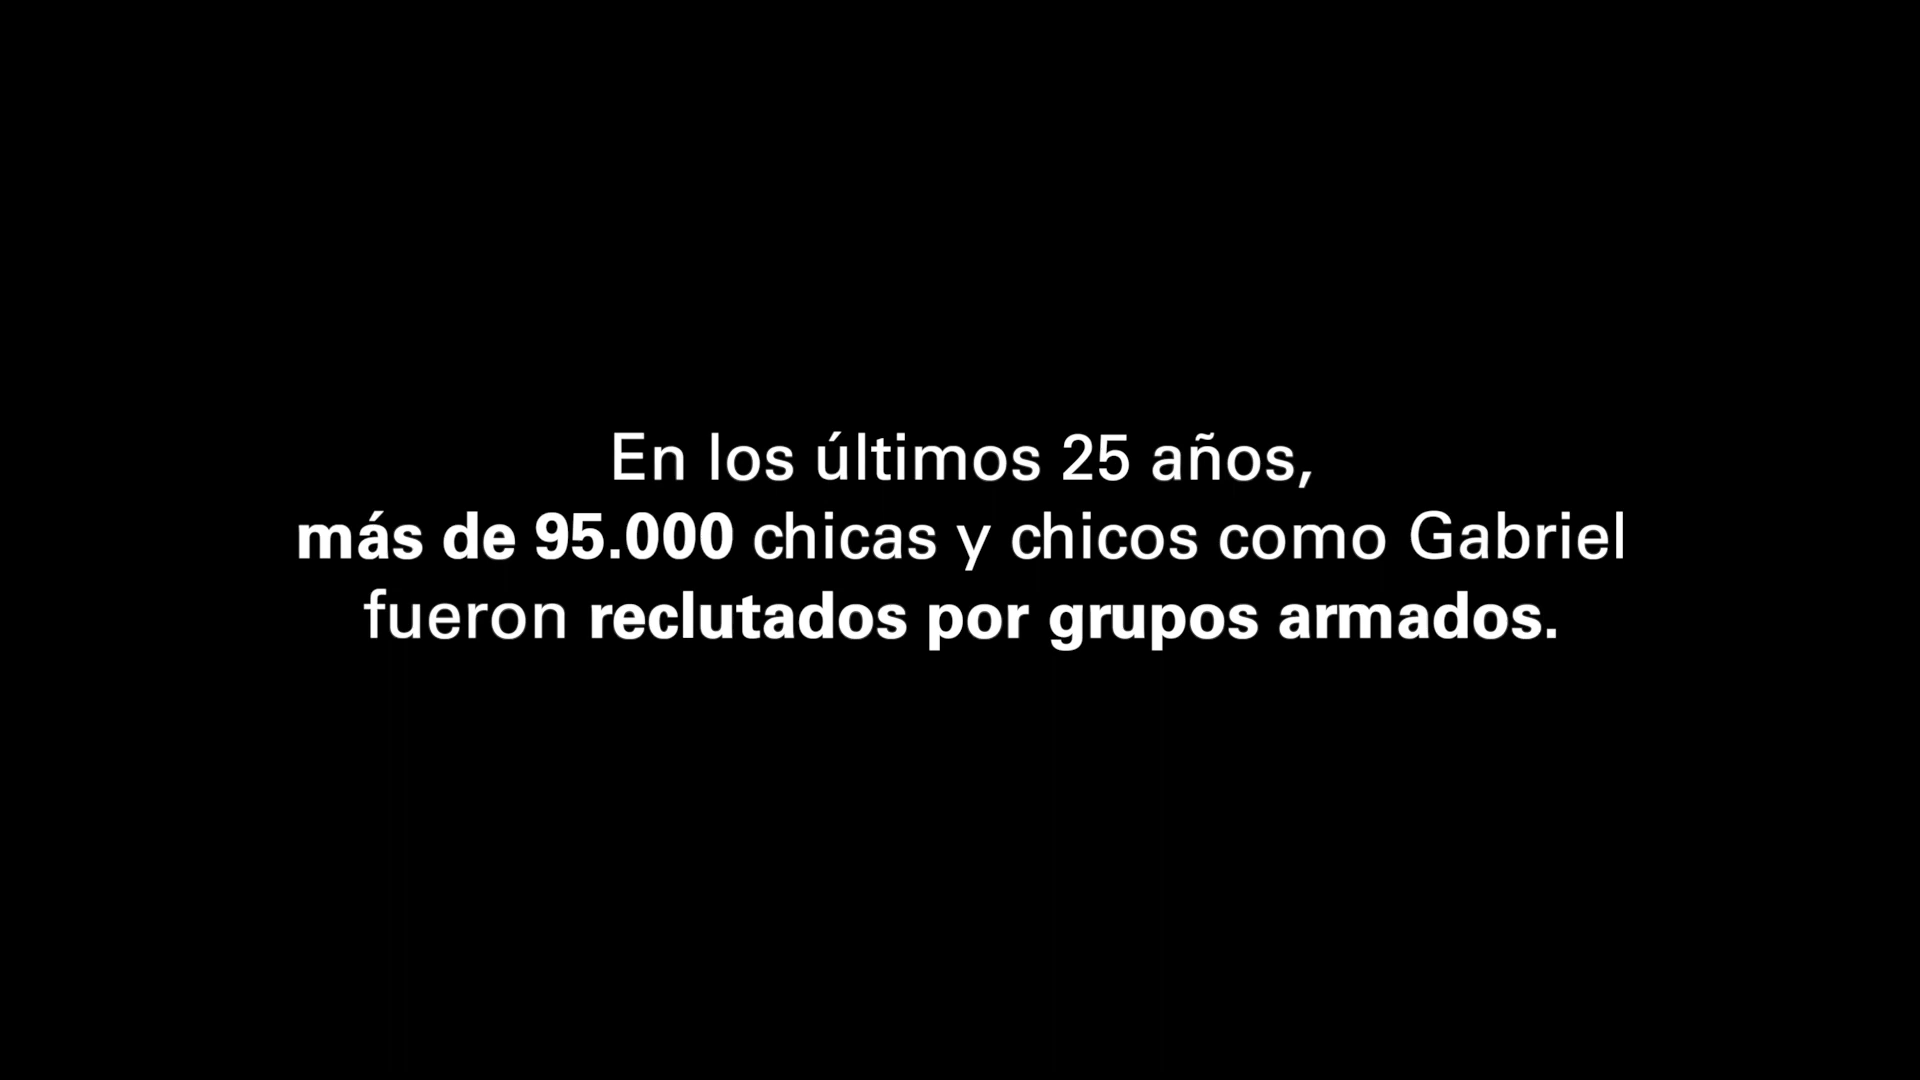 En los últimos 25 años,
más de 95.000 chicas y chicos como Gabriel
fueron reclutados por grupos armados.